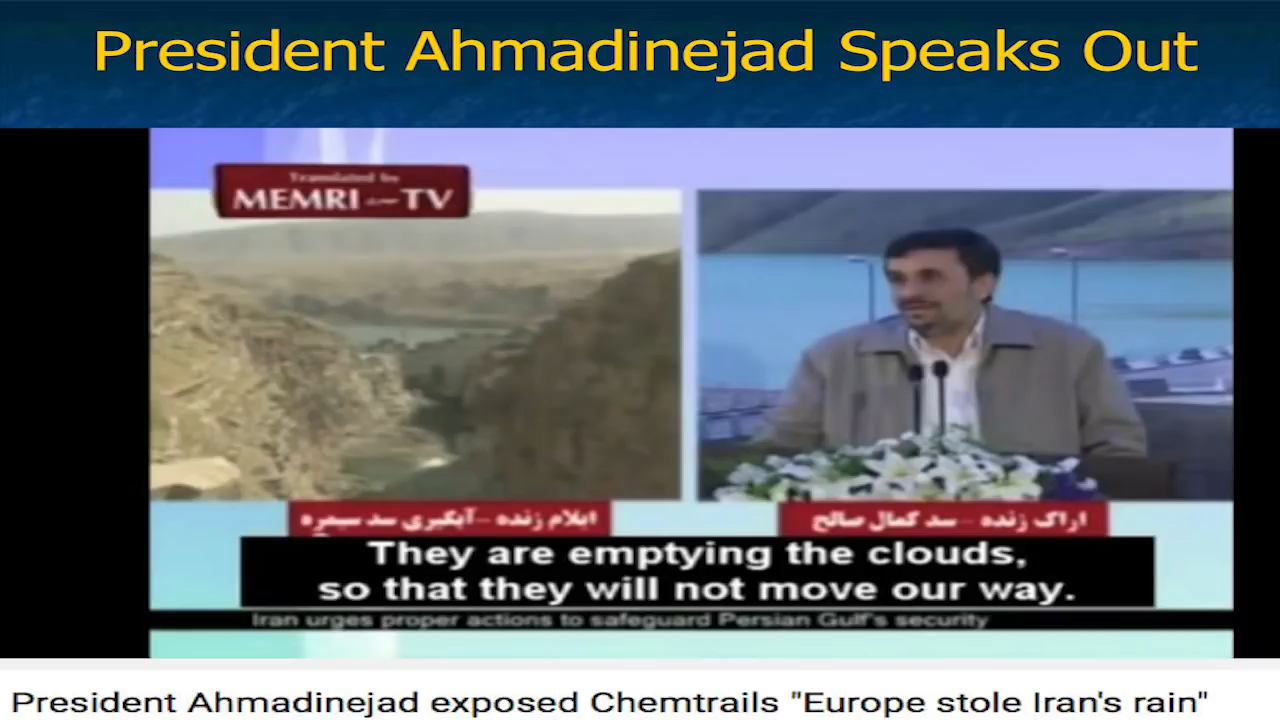 President Ahmadinejad Speaks Out
Translated by
MEMRI TV
ایلام زنده - آبگیری سد سیمره
اراک زنده - سد کمال صالح
They are emptying the clouds,
so that they will not move our way.
Iran urges proper actions to safeguard Persian Gulf's security
President Ahmadinejad exposed Chemtrails "Europe stole Iran's rain"